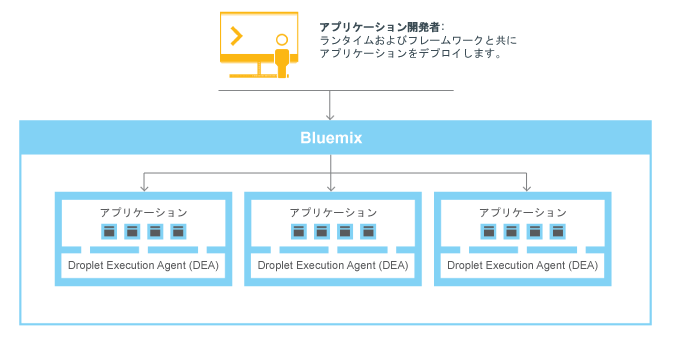 アプリケーション開発者:
ランタイムおよびフレームワークと共に
アプリケーションをデプロイします。
Bluemix
アプリケーション
アプリケーション
アプリケーション
Droplet Execution Agent (DEA)
Droplet Execution Agent (DEA)
Droplet Execution Agent (DEA)